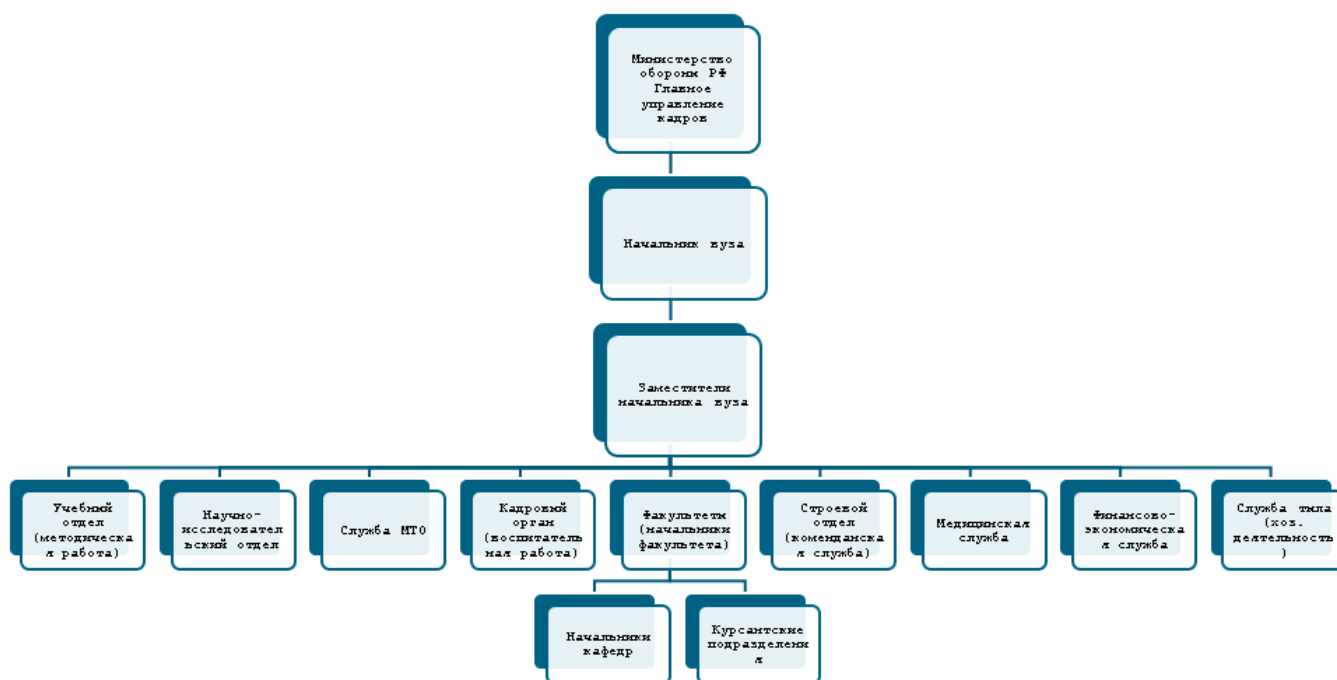 Министерство
обороны РФ
Главное
управление
кадров
Начальник вуза
Заместители
начальника вуза
Учебный
отдел
(методическа
я работа)
Научно-
исследовател
ьский отдел
Служба МТО
Кадровый
орган
(воспитатель
ная работа)
Факультеты
(начальники
факультета)
Строевой
отдел
(коменданска
я служба)
Медицинская
служба
Финансово-
экономическа
я служба
Служба тыла
(хоз.
деятельность
)
Начальники
кафедр
Курсантские
подразделени
я